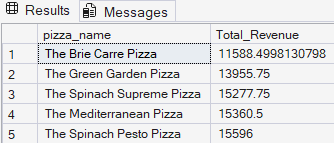 Results Messages
pizza_name Total_Revenue
1 The Brie Carre Pizza 11588.4998130798
2 The Green Garden Pizza 13955.75
3 The Spinach Supreme Pizza 15277.75
4 The Mediterranean Pizza 15360.5
5 The Spinach Pesto Pizza 15596